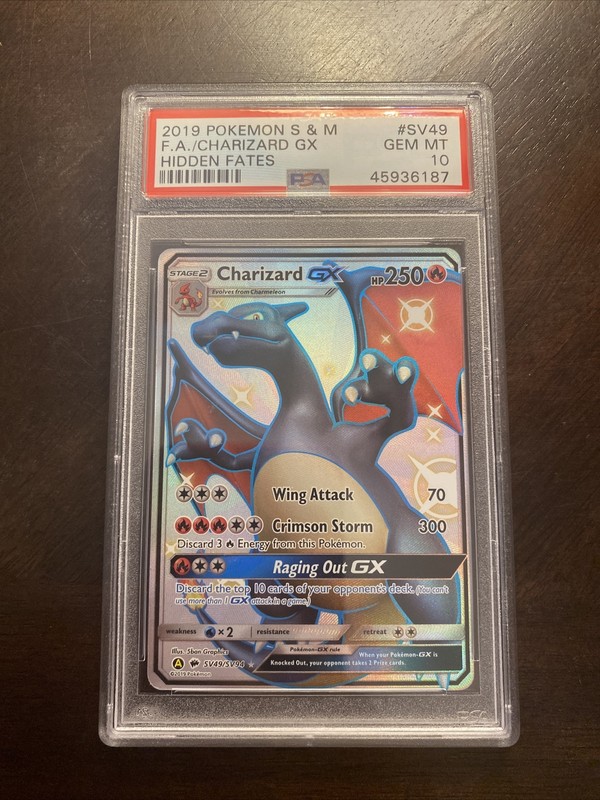 2019 POKEMON S & M #SV49
F.A./CHARIZARD GX GEM MT
HIDDEN FATES 10
PSA 45936187
STAGE2 Charizard GX HP250
Evolves from Charmeleon
Wing Attack 70
Crimson Storm 300
Discard 3 Energy from this Pokémon.
Raging Out GX
Discard the top 10 cards of your opponent's deck. (You can't
use more than 1 GX attack in a game.)
weakness ×2 resistance retreat
Illus. 5ban Graphics
Pokémon-GX rule
When your Pokémon-GX is
Knocked Out, your opponent takes 2 Prize cards.
A SV49/SV94
©2019 Pokémon